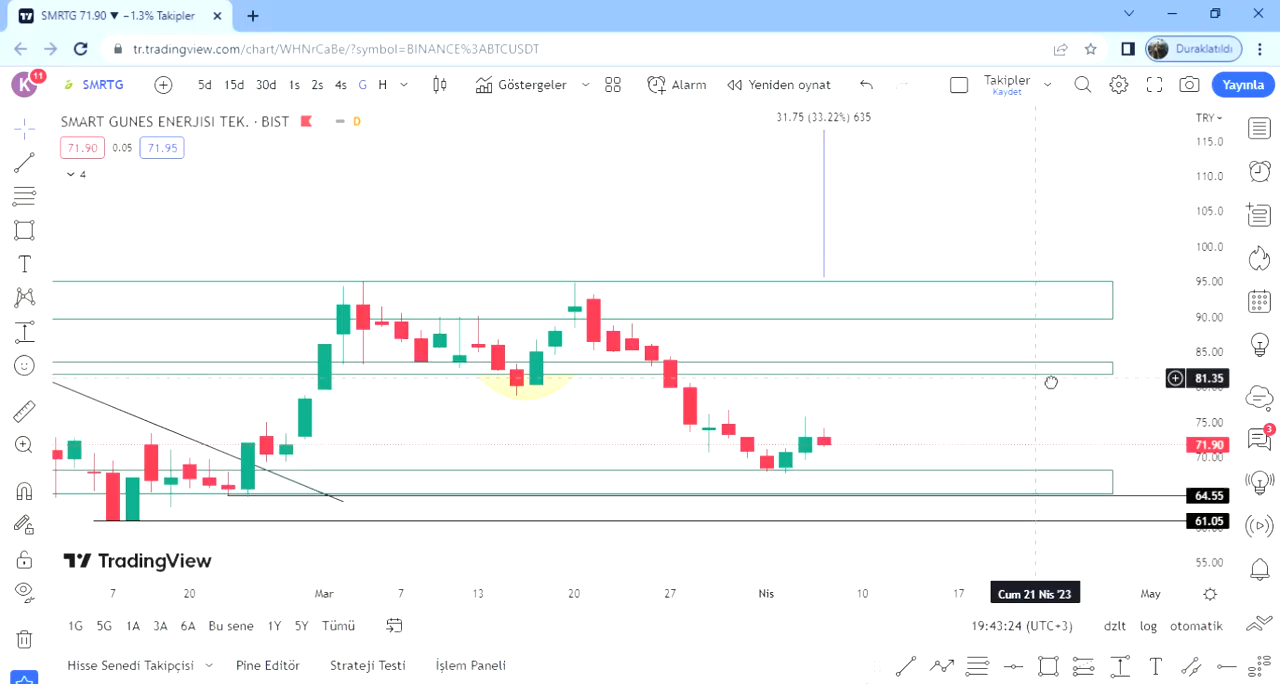 SMRTG 71.90 ▼ −1.3% Takipler
tr.tradingview.com/chart/WHNrCaBe/?symbol=BINANCE%3ABTCUSDT
Duraklatıldı
K 11 SMRTG 5d 15d 30d 1s 2s 4s G H Göstergeler Alarm Yeniden oynat Takipler Yayınla
Kaydet
SMART GUNES ENERJISI TEK. · BIST D
31.75 (33.22%) 635
TRY
71.90 0.05 71.95
4
115.0
110.0
105.0
100.0
95.00
90.00
85.00
81.35
75.00
71.90
70.00
64.55
61.05
55.00
TradingView
7 20 Mar 7 13 20 27 Nis 10 17 Cum 21 Nis '23 May
1G 5G 1A 3A 6A Bu sene 1Y 5Y Tümü 19:43:24 (UTC+3) dzlt log otomatik
Hisse Senedi Takipçisi Pine Editör Strateji Testi İşlem Paneli
3